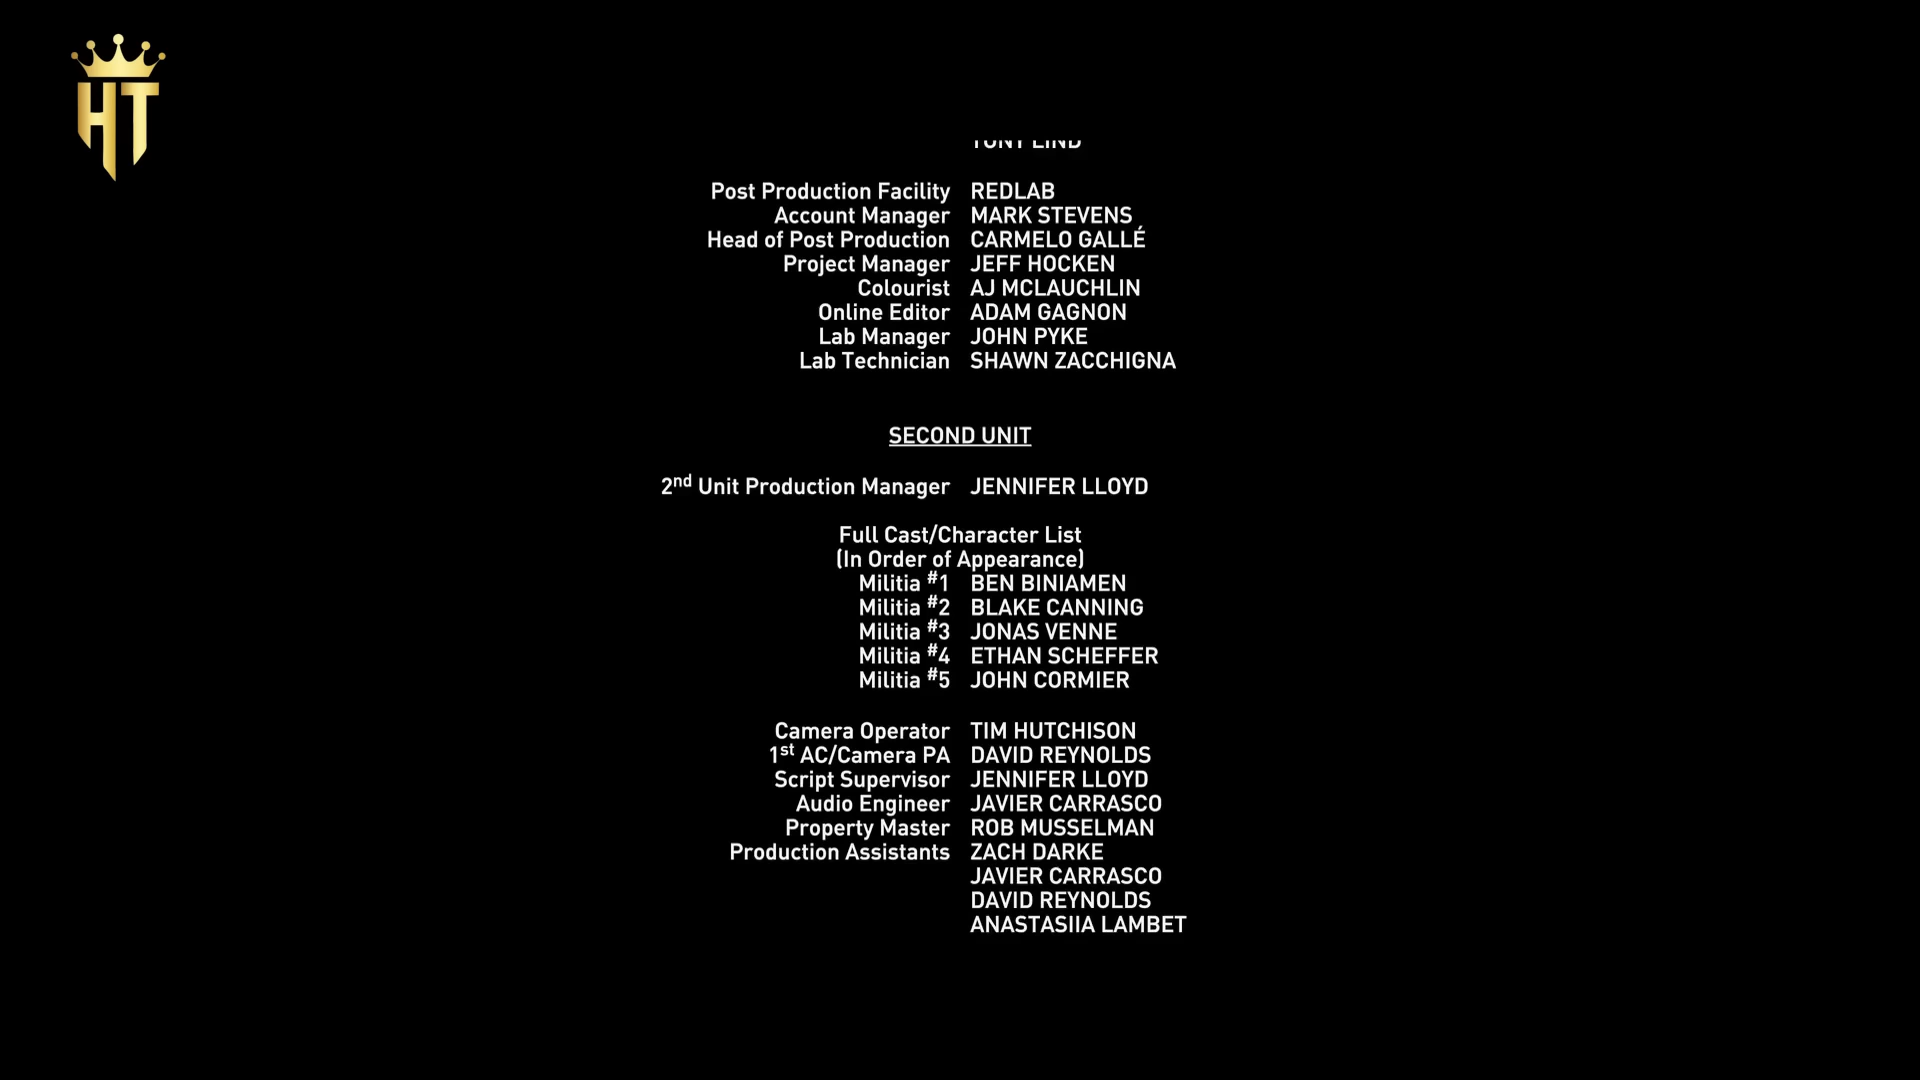 HT
TONY LIND
Post Production Facility REDLAB
Account Manager MARK STEVENS
Head of Post Production CARMELO GALLÉ
Project Manager JEFF HOCKEN
Colourist AJ MCLAUCHLIN
Online Editor ADAM GAGNON
Lab Manager JOHN PYKE
Lab Technician SHAWN ZACCHIGNA
SECOND UNIT
2nd Unit Production Manager JENNIFER LLOYD
Full Cast/Character List
(In Order of Appearance)
Militia #1 BEN BINIAMEN
Militia #2 BLAKE CANNING
Militia #3 JONAS VENNE
Militia #4 ETHAN SCHEFFER
Militia #5 JOHN CORMIER
Camera Operator TIM HUTCHISON
1st AC/Camera PA DAVID REYNOLDS
Script Supervisor JENNIFER LLOYD
Audio Engineer JAVIER CARRASCO
Property Master ROB MUSSELMAN
Production Assistants ZACH DARKE
JAVIER CARRASCO
DAVID REYNOLDS
ANASTASIIA LAMBET